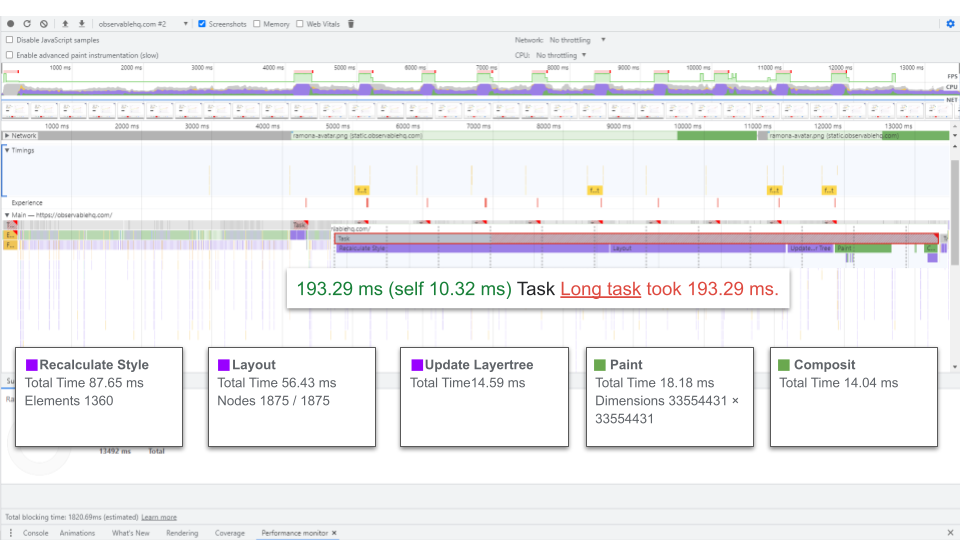 observablehq.com #2
Screenshots
Memory
Web Vitals
Disable JavaScript samples
Network: No throttling
Enable advanced paint instrumentation (slow)
CPU: No throttling
1000 ms 2000 ms 3000 ms 4000 ms 5000 ms 6000 ms 7000 ms 8000 ms 9000 ms 10000 ms 11000 ms 12000 ms 13000 ms
FPS
CPU
NET
1000 ms 2000 ms 3000 ms 4000 ms 5000 ms 6000 ms 7000 ms 8000 ms 9000 ms 10000 ms 11000 ms 12000 ms 13000 ms
Network
ramona-avatar.png (static.observablehq.com)
ramona-avatar.png (static.observablehq.com)
Timings
F...t F...t F...t F...t
Experience
Main — https://observablehq.com/
T... Task
E...
F...
Task
Recalculate Style Layout Update...r Tree Paint C...
193.29 ms (self 10.32 ms) Task Long task took 193.29 ms.
Recalculate Style
Total Time 87.65 ms
Elements 1360
Layout
Total Time 56.43 ms
Nodes 1875 / 1875
Update Layertree
Total Time14.59 ms
Paint
Total Time 18.18 ms
Dimensions 33554431 ×
33554431
Composit
Total Time 14.04 ms
13492 ms Total
Total blocking time: 1820.69ms (estimated) Learn more
Console Animations What's New Rendering Coverage Performance monitor